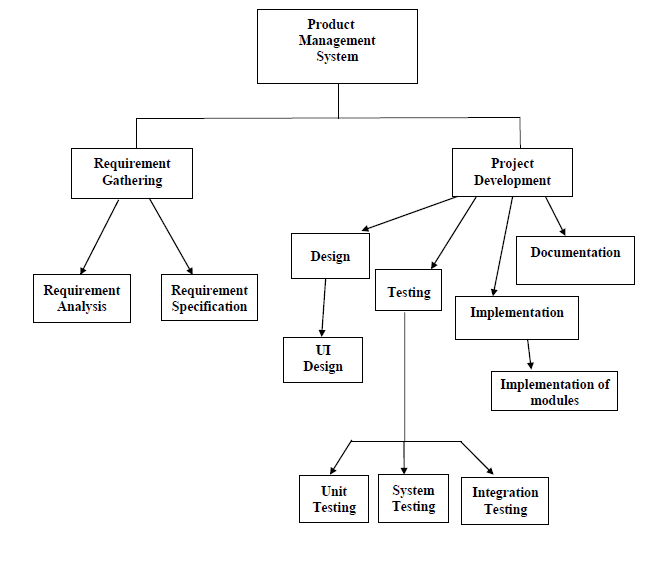 Product
Management
System
Requirement
Gathering
Project
Development
Design
Testing
Documentation
Requirement
Analysis
Requirement
Specification
Implementation
UI
Design
Implementation of
modules
Unit
Testing
System
Testing
Integration
Testing